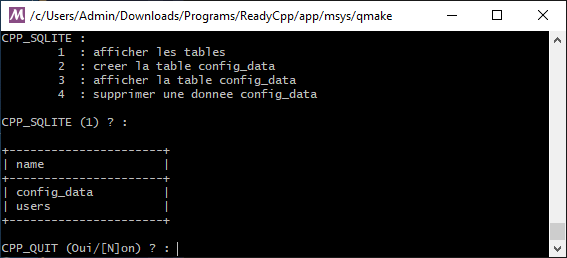 /c/Users/Admin/Downloads/Programs/ReadyCpp/app/msys/qmake
CPP_SQLITE :
1 : afficher les tables
2 : creer la table config_data
3 : afficher la table config_data
4 : supprimer une donnee config_data
CPP_SQLITE (1) ? :
+----------------------+
| name                 |
+----------------------+
| config_data          |
| users                |
+----------------------+
CPP_QUIT (Oui/[N]on) ? :